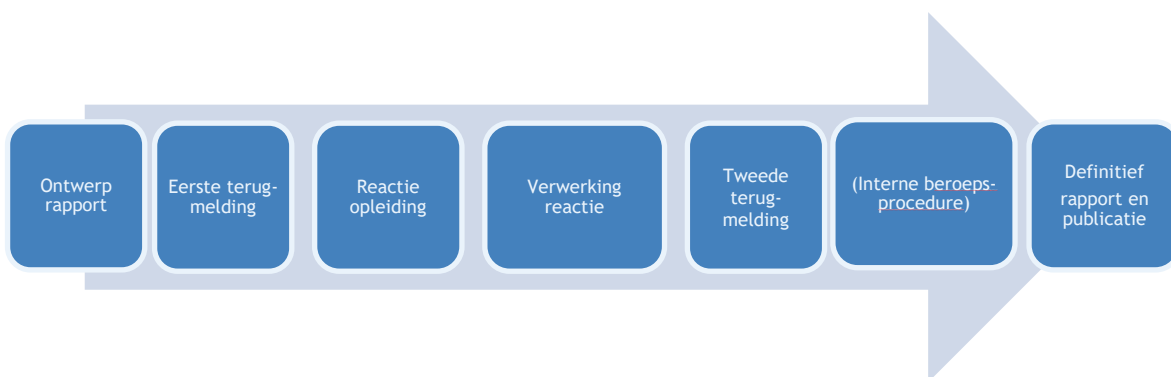 Ontwerp
rapport
Eerste terug-
melding
Reactie
opleiding
Verwerking
reactie
Tweede
terug-
melding
(Interne beroeps-
procedure)
Definitief
rapport en
publicatie